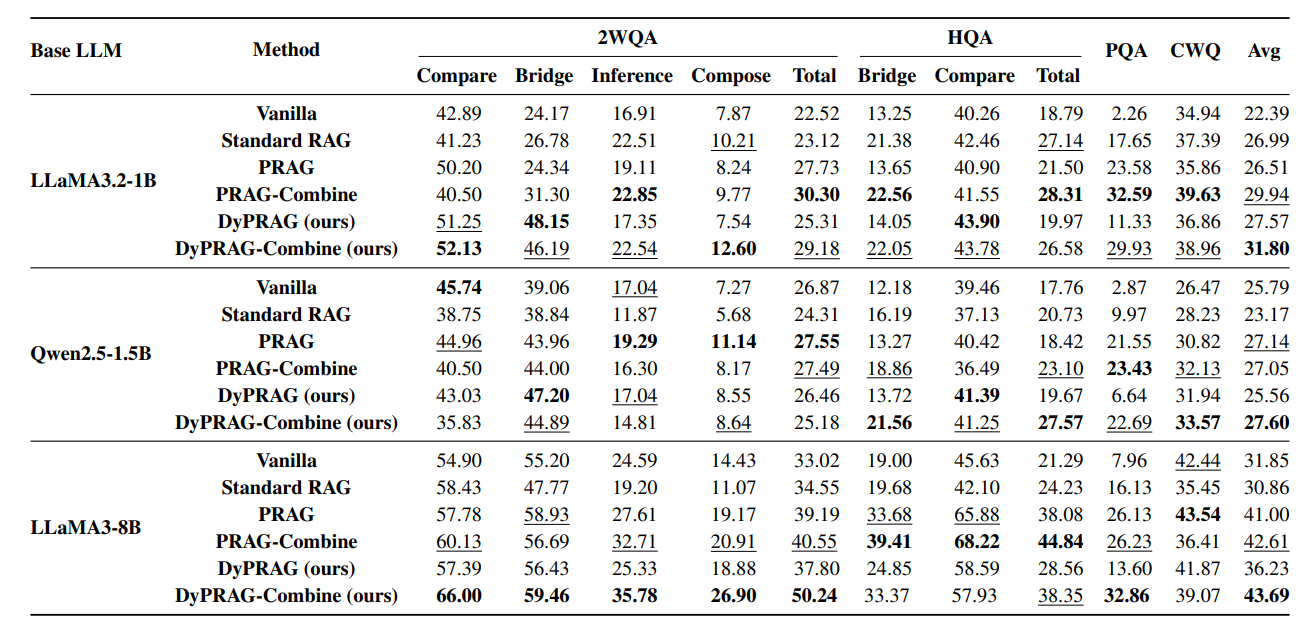 2WQA HQA
Base LLM Method PQA CWQ Avg
Compare Bridge Inference Compose Total Bridge Compare Total
Vanilla 42.89 24.17 16.91 7.87 22.52 13.25 40.26 18.79 2.26 34.94 22.39
Standard RAG 41.23 26.78 22.51 10.21 23.12 21.38 42.46 27.14 17.65 37.39 26.99
PRAG 50.20 24.34 19.11 8.24 27.73 13.65 40.90 21.50 23.58 35.86 26.51
LLaMA3.2-1B
PRAG-Combine 40.50 31.30 22.85 9.77 30.30 22.56 41.55 28.31 32.59 39.63 29.94
DyPRAG (ours) 51.25 48.15 17.35 7.54 25.31 14.05 43.90 19.97 11.33 36.86 27.57
DyPRAG-Combine (ours) 52.13 46.19 22.54 12.60 29.18 22.05 43.78 26.58 29.93 38.96 31.80
Vanilla 45.74 39.06 17.04 7.27 26.87 12.18 39.46 17.76 2.87 26.47 25.79
Standard RAG 38.75 38.84 11.87 5.68 24.31 16.19 37.13 20.73 9.97 28.23 23.17
PRAG 44.96 43.96 19.29 11.14 27.55 13.27 40.42 18.42 21.55 30.82 27.14
Qwen2.5-1.5B
PRAG-Combine 40.50 44.00 16.30 8.17 27.49 18.86 36.49 23.10 23.43 32.13 27.05
DyPRAG (ours) 43.03 47.20 17.04 8.55 26.46 13.72 41.39 19.67 6.64 31.94 25.56
DyPRAG-Combine (ours) 35.83 44.89 14.81 8.64 25.18 21.56 41.25 27.57 22.69 33.57 27.60
Vanilla 54.90 55.20 24.59 14.43 33.02 19.00 45.63 21.29 7.96 42.44 31.85
Standard RAG 58.43 47.77 19.20 11.07 34.55 19.68 42.10 24.23 16.13 35.45 30.86
PRAG 57.78 58.93 27.61 19.17 39.19 33.68 65.88 38.08 26.13 43.54 41.00
LLaMA3-8B
PRAG-Combine 60.13 56.69 32.71 20.91 40.55 39.41 68.22 44.84 26.23 36.41 42.61
DyPRAG (ours) 57.39 56.43 25.33 18.88 37.80 24.85 58.59 28.56 13.60 41.87 36.23
DyPRAG-Combine (ours) 66.00 59.46 35.78 26.90 50.24 33.37 57.93 38.35 32.86 39.07 43.69